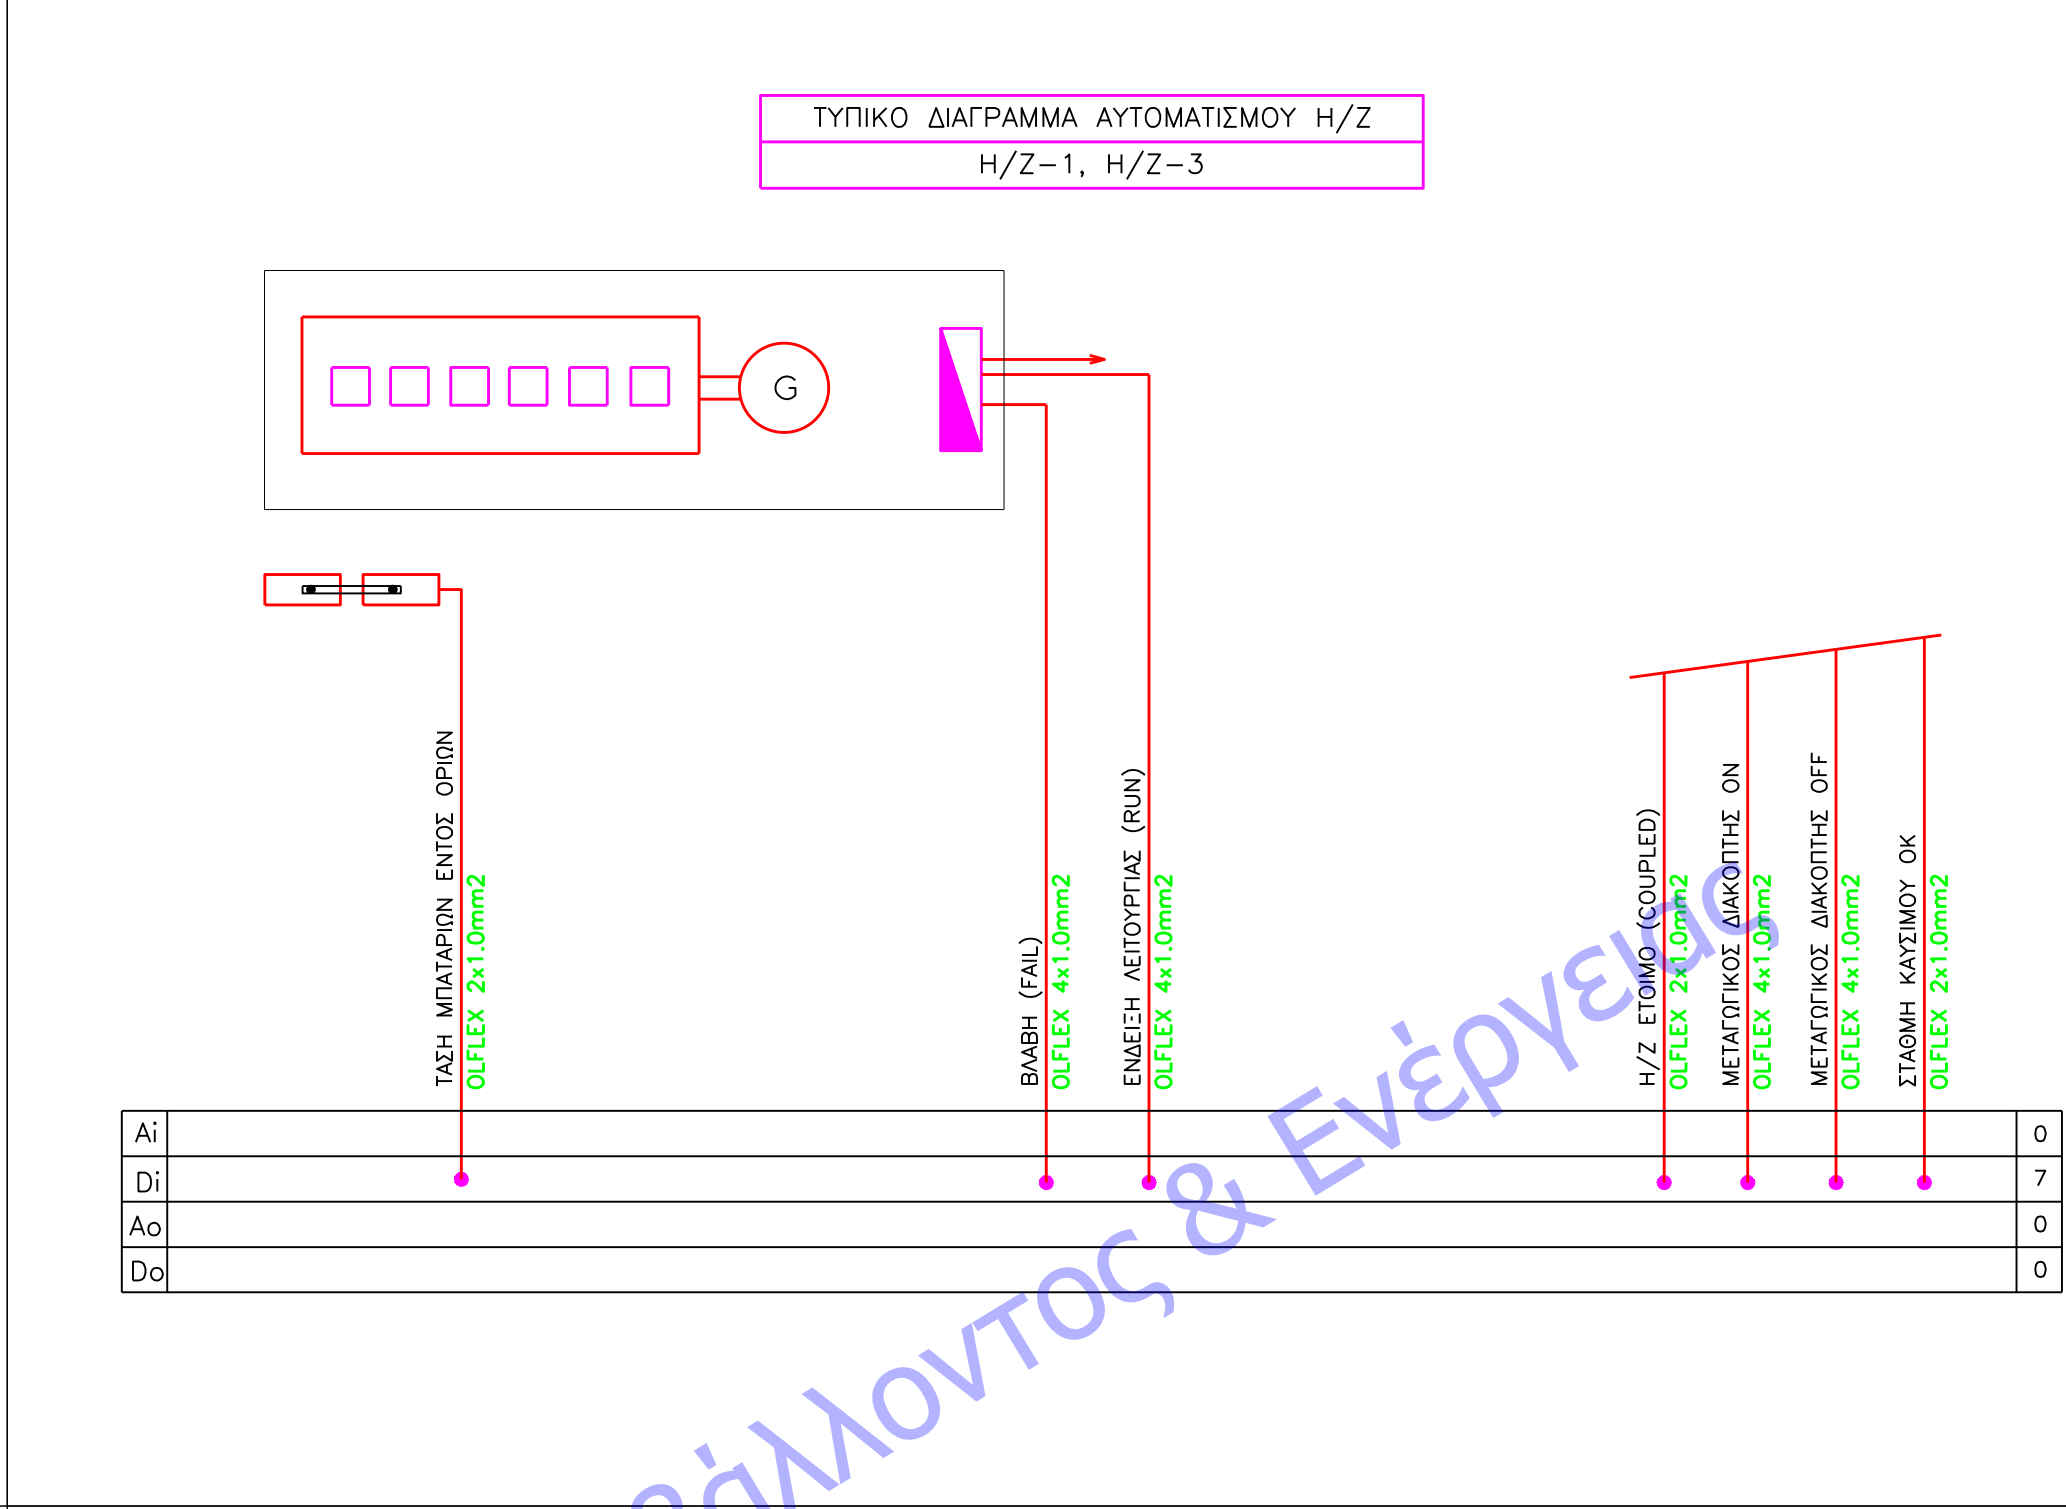 ΤΥΠΙΚΟ ΔΙΑΓΡΑΜΜΑ ΑΥΤΟΜΑΤΙΣΜΟΥ Η/Ζ
Η/Ζ-1, Η/Ζ-3
G
ΤΑΣΗ ΜΠΑΤΑΡΙΩΝ ΕΝΤΟΣ ΟΡΙΩΝ
OLFLEX 2x1.0mm2
ΒΛΑΒΗ (FAIL)
OLFLEX 4x1.0mm2
ΕΝΔΕΙΞΗ ΛΕΙΤΟΥΡΓΙΑΣ (RUN)
OLFLEX 4x1.0mm2
Η/Ζ ΕΤΟΙΜΟ (COUPLED)
OLFLEX 2x1.0mm2
ΜΕΤΑΓΩΓΙΚΟΣ ΔΙΑΚΟΠΤΗΣ ON
OLFLEX 4x1.0mm2
ΜΕΤΑΓΩΓΙΚΟΣ ΔΙΑΚΟΠΤΗΣ OFF
OLFLEX 4x1.0mm2
ΣΤΑΘΜΗ ΚΑΥΣΙΜΟΥ OK
OLFLEX 2x1.0mm2
Ai 0
Di 7
Ao 0
Do 0
& Ενέργειας